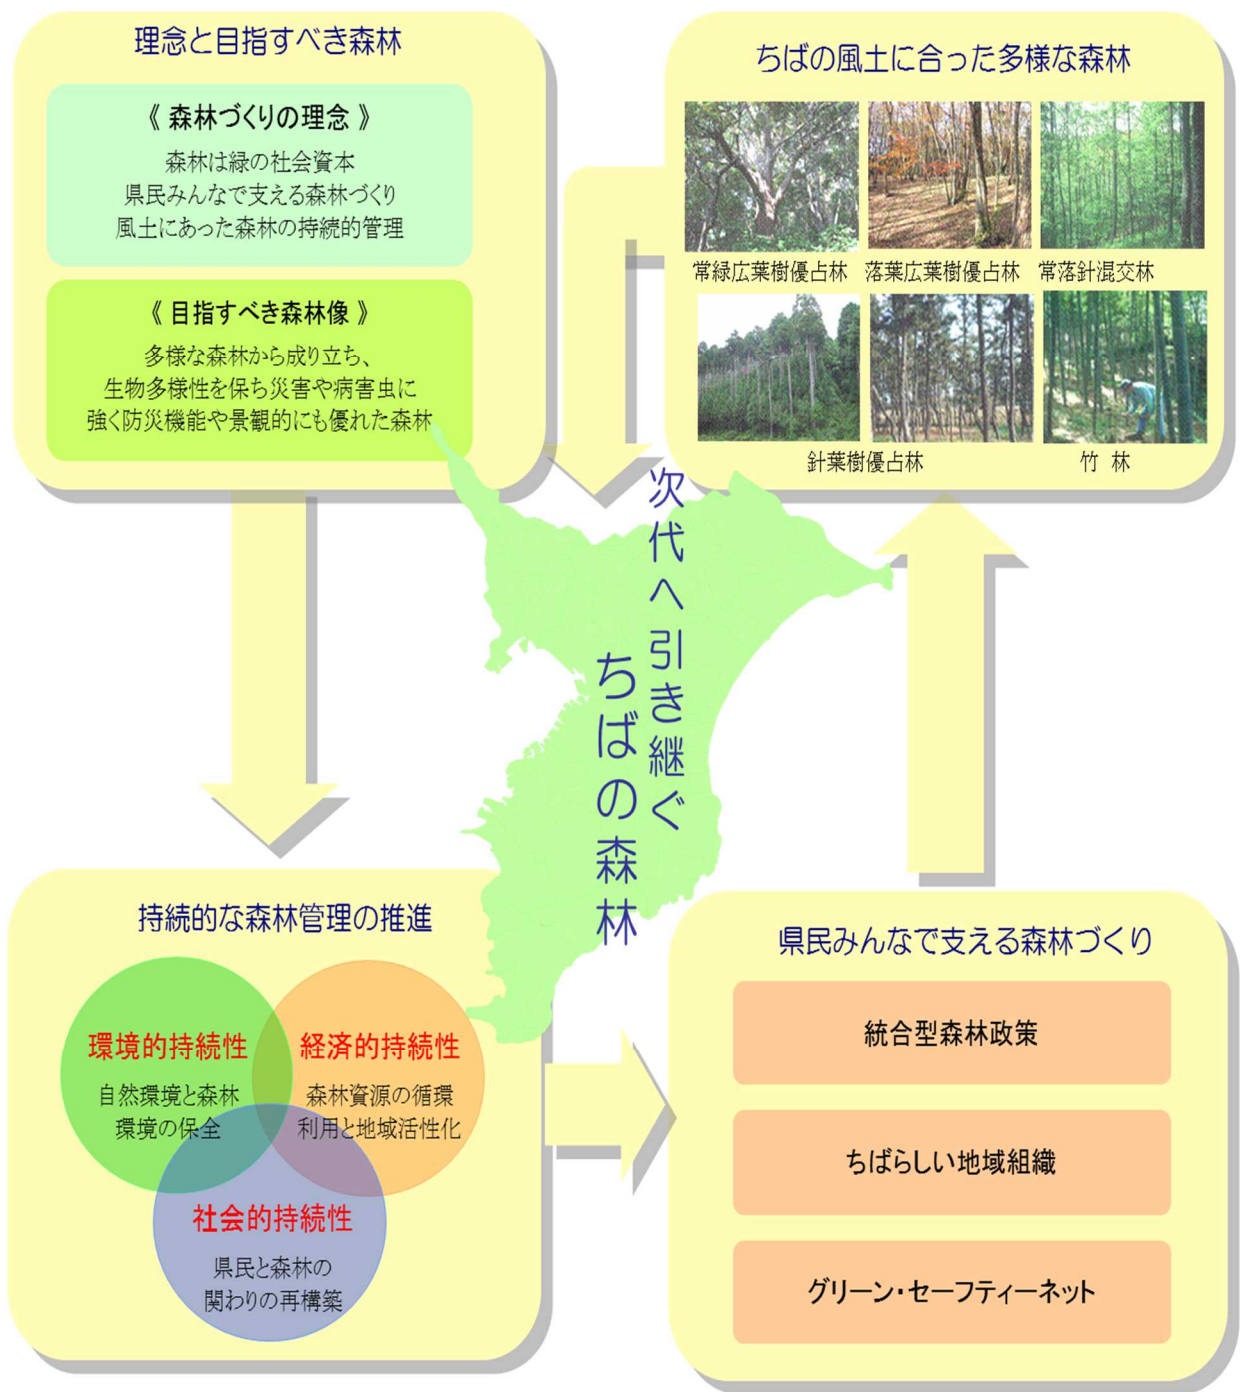 理念と目指すべき森林
《 森林づくりの理念 》
森林は緑の社会資本
県民みんなで支える森林づくり
風土にあった森林の持続的管理
《 目指すべき森林像 》
多様な森林から成り立ち、
生物多様性を保ち災害や病害虫に
強く防災機能や景観的にも優れた森林
ちばの風土に合った多様な森林
常緑広葉樹優占林
落葉広葉樹優占林
常落針混交林
針葉樹優占林
竹 林
次代へ引き継ぐ
ちばの森林
持続的な森林管理の推進
環境的持続性
自然環境と森林
環境の保全
経済的持続性
森林資源の循環
利用と地域活性化
社会的持続性
県民と森林の
関わりの再構築
県民みんなで支える森林づくり
統合型森林政策
ちばらしい地域組織
グリーン・セーフティーネット